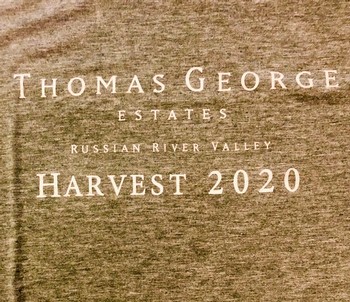 THOMAS GEORGE
ESTATES
RUSSIAN RIVER VALLEY
HARVEST 2020